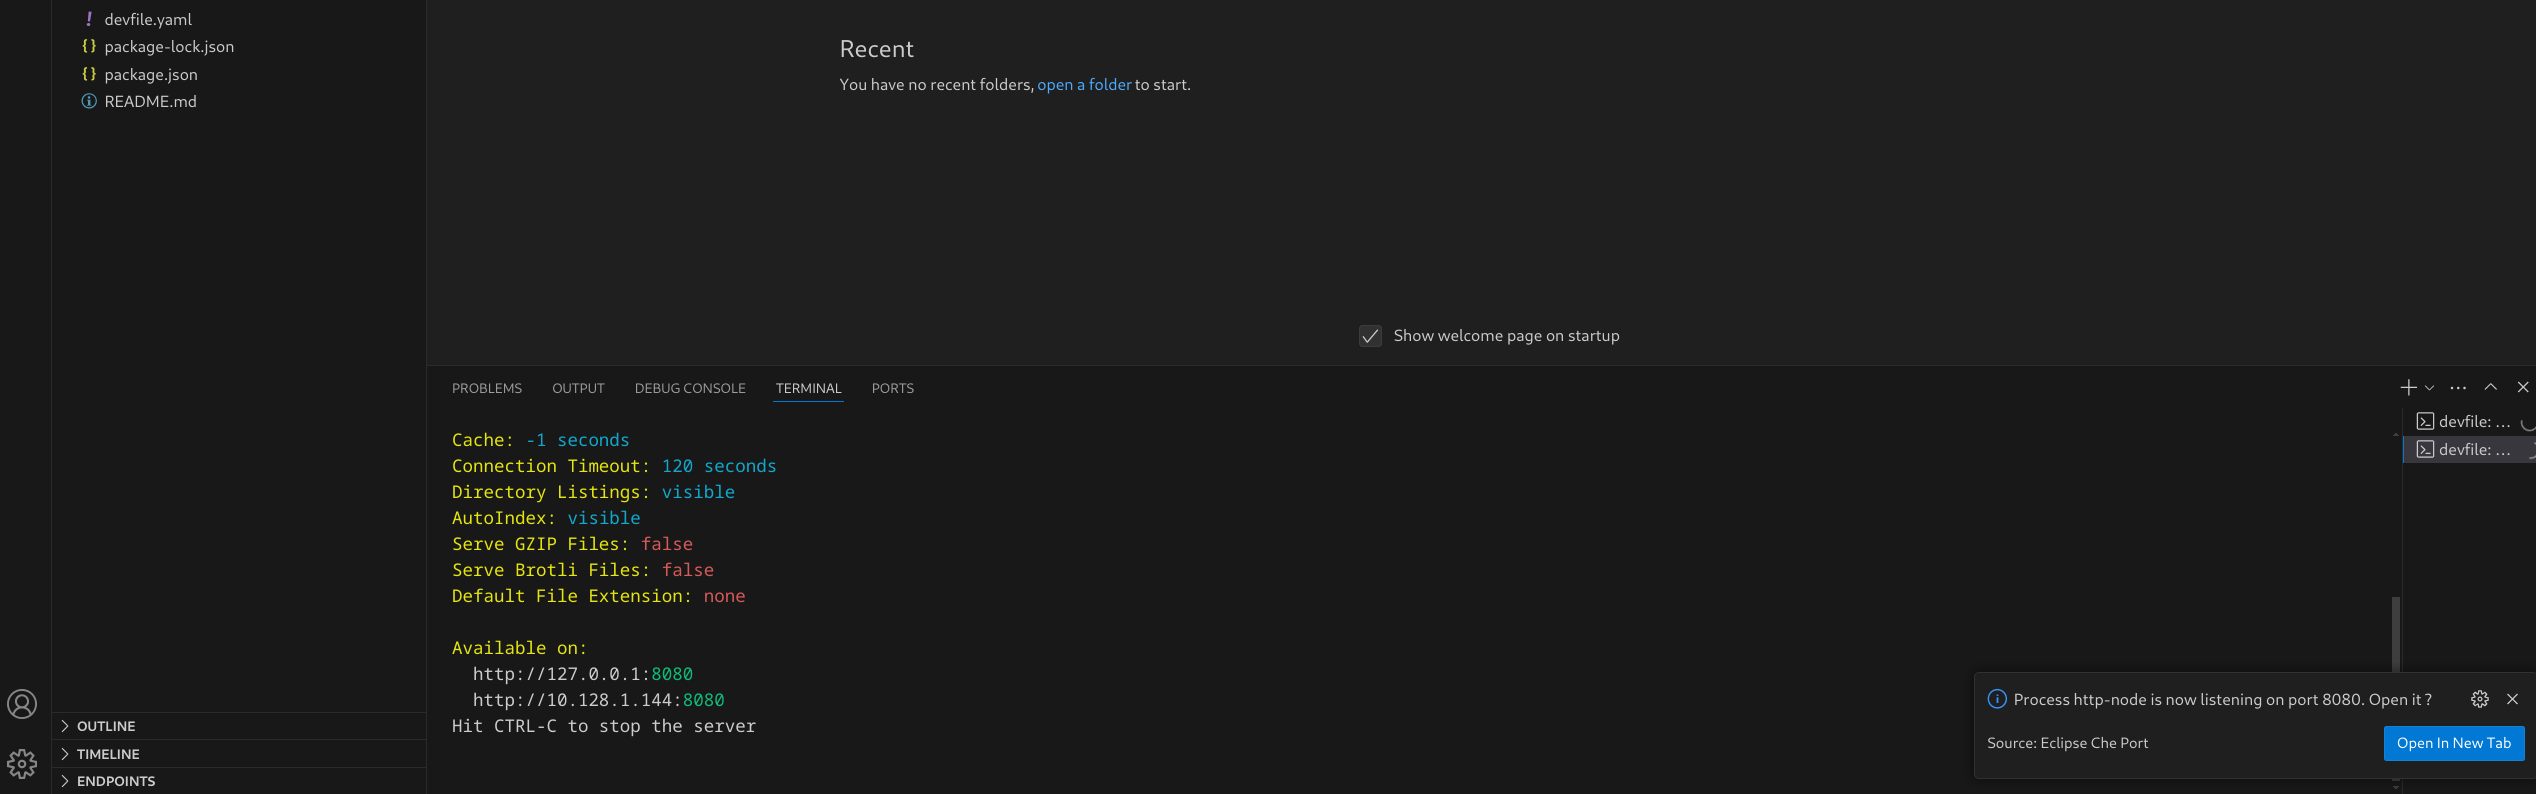 devfile.yaml
package-lock.json
package.json
README.md
Recent
You have no recent folders, open a folder to start.
Show welcome page on startup
PROBLEMS OUTPUT DEBUG CONSOLE TERMINAL PORTS
Cache: -1 seconds
Connection Timeout: 120 seconds
Directory Listings: visible
AutoIndex: visible
Serve GZIP Files: false
Serve Brotli Files: false
Default File Extension: none
Available on:
http://127.0.0.1:8080
http://10.128.1.144:8080
Hit CTRL-C to stop the server
devfile: ...
devfile: ...
OUTLINE
TIMELINE
ENDPOINTS
Process http-node is now listening on port 8080. Open it ?
Source: Eclipse Che Port
Open In New Tab